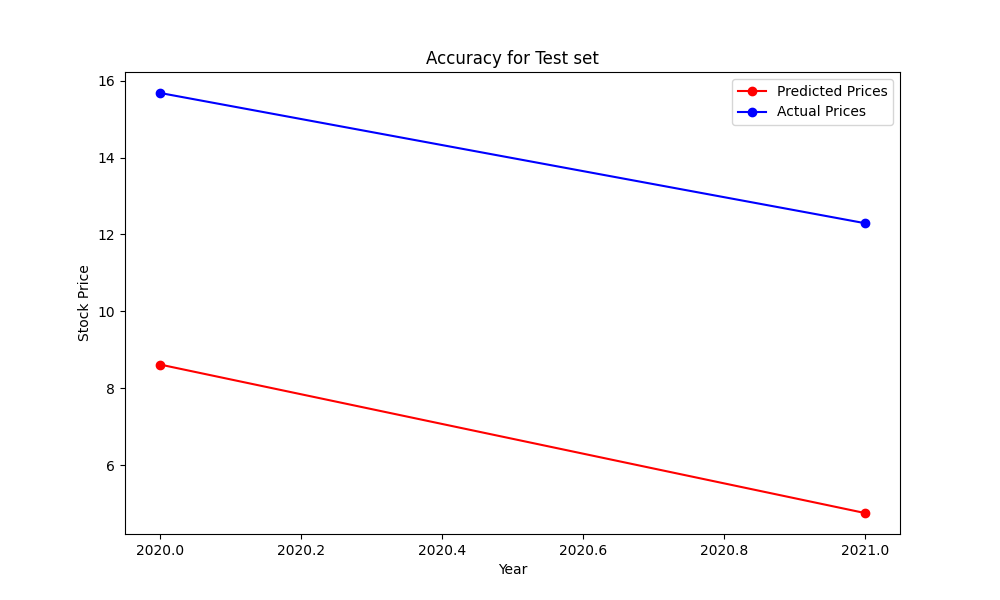 Accuracy for Test set
Predicted Prices
Actual Prices
16
14
12
10
8
6
Stock Price
2020.0 2020.2 2020.4 2020.6 2020.8 2021.0
Year